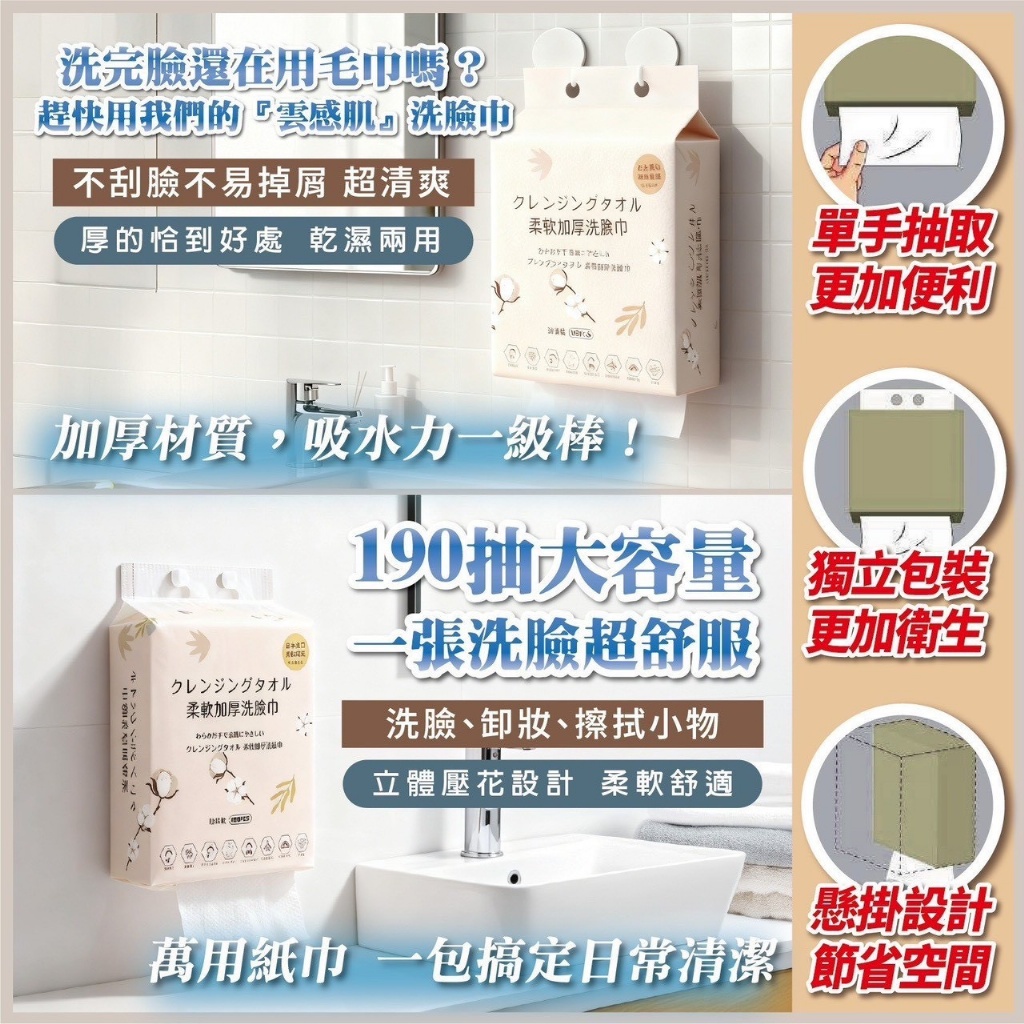 洗完臉還在用毛巾嗎？
趕快用我們的『雲感肌』洗臉巾
不刮臉不易掉屑 超清爽
厚的恰到好處 乾濕兩用
クレンジングタオル
柔軟加厚洗臉巾
加厚材質，吸水力一級棒！
190抽大容量
一張洗臉超舒服
洗臉、卸妝、擦拭小物
立體壓花設計 柔軟舒適
クレンジングタオル
柔軟加厚洗臉巾
萬用紙巾 一包搞定日常清潔
單手抽取
更加便利
獨立包裝
更加衛生
懸掛設計
節省空間